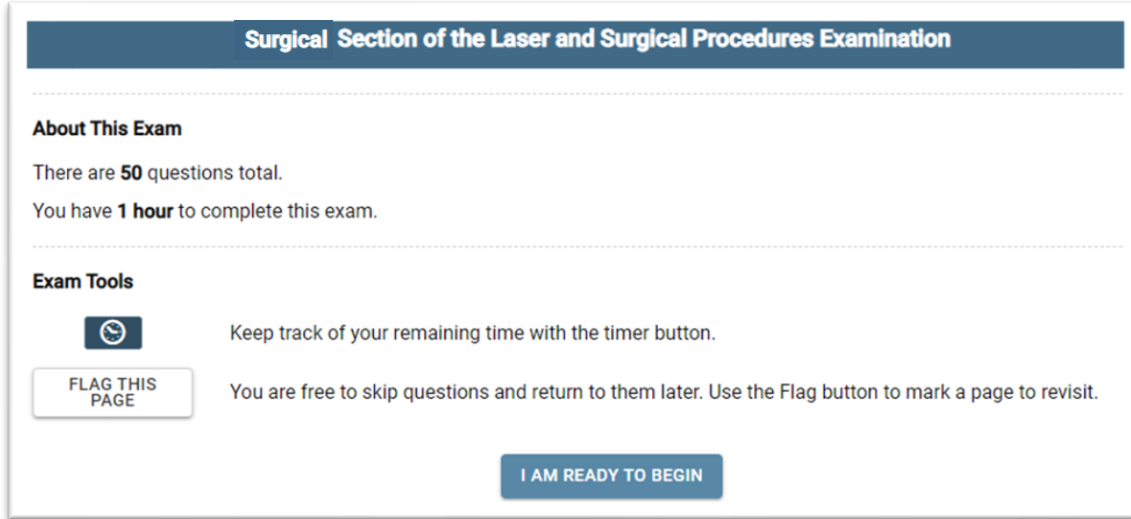 Surgical Section of the Laser and Surgical Procedures Examination
About This Exam
There are 50 questions total.
You have 1 hour to complete this exam.
Exam Tools
Keep track of your remaining time with the timer button.
FLAG THIS
PAGE
You are free to skip questions and return to them later. Use the Flag button to mark a page to revisit.
I AM READY TO BEGIN